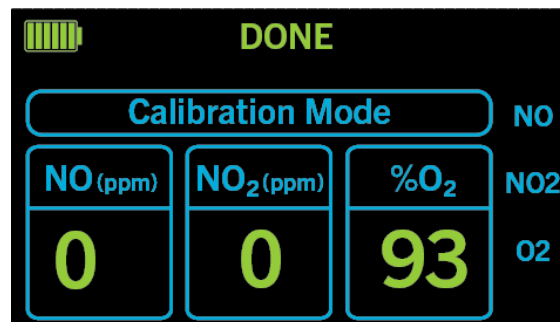 DONE
Calibration Mode NO
NO (ppm) NO₂ (ppm) %O₂ NO2
0 0 93 O2